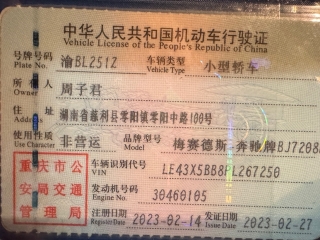 中华人民共和国机动车行驶证
Vehicle License of the People's Republic of China
号牌号码 渝BL251Z 车辆类型 小型轿车
Plate No. Vehicle Type
所有人 周子君
Owner
住址 湖南省慈利县零阳镇零阳中路100号
Address
使用性质 非营运 品牌型号 梅赛德斯-奔驰牌BJ7208
Use Character Model
重庆市公 车辆识别代号 LE43X5BB8PL267250
安局交通 VIN
管理局 发动机号码 30460105
Engine No.
注册日期 2023-02-14 发证日期 2023-02-27
Register Date Issue Date